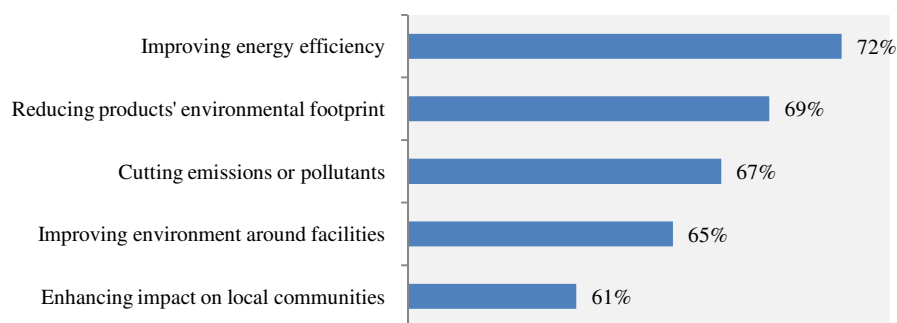 Improving energy efficiency 72%
Reducing products' environmental footprint 69%
Cutting emissions or pollutants 67%
Improving environment around facilities 65%
Enhancing impact on local communities 61%